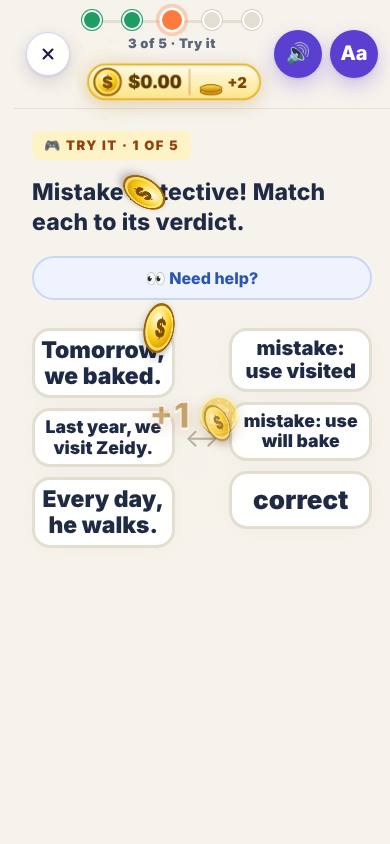 3 of 5 · Try it
$0.00
+2
Aa
TRY IT · 1 OF 5
Mistake tective! Match
each to its verdict.
Need help?
Tomorrow,
we baked.
mistake:
use visited
+1
Last year, we
visit Zeidy.
mistake: use
will bake
Every day,
he walks.
correct